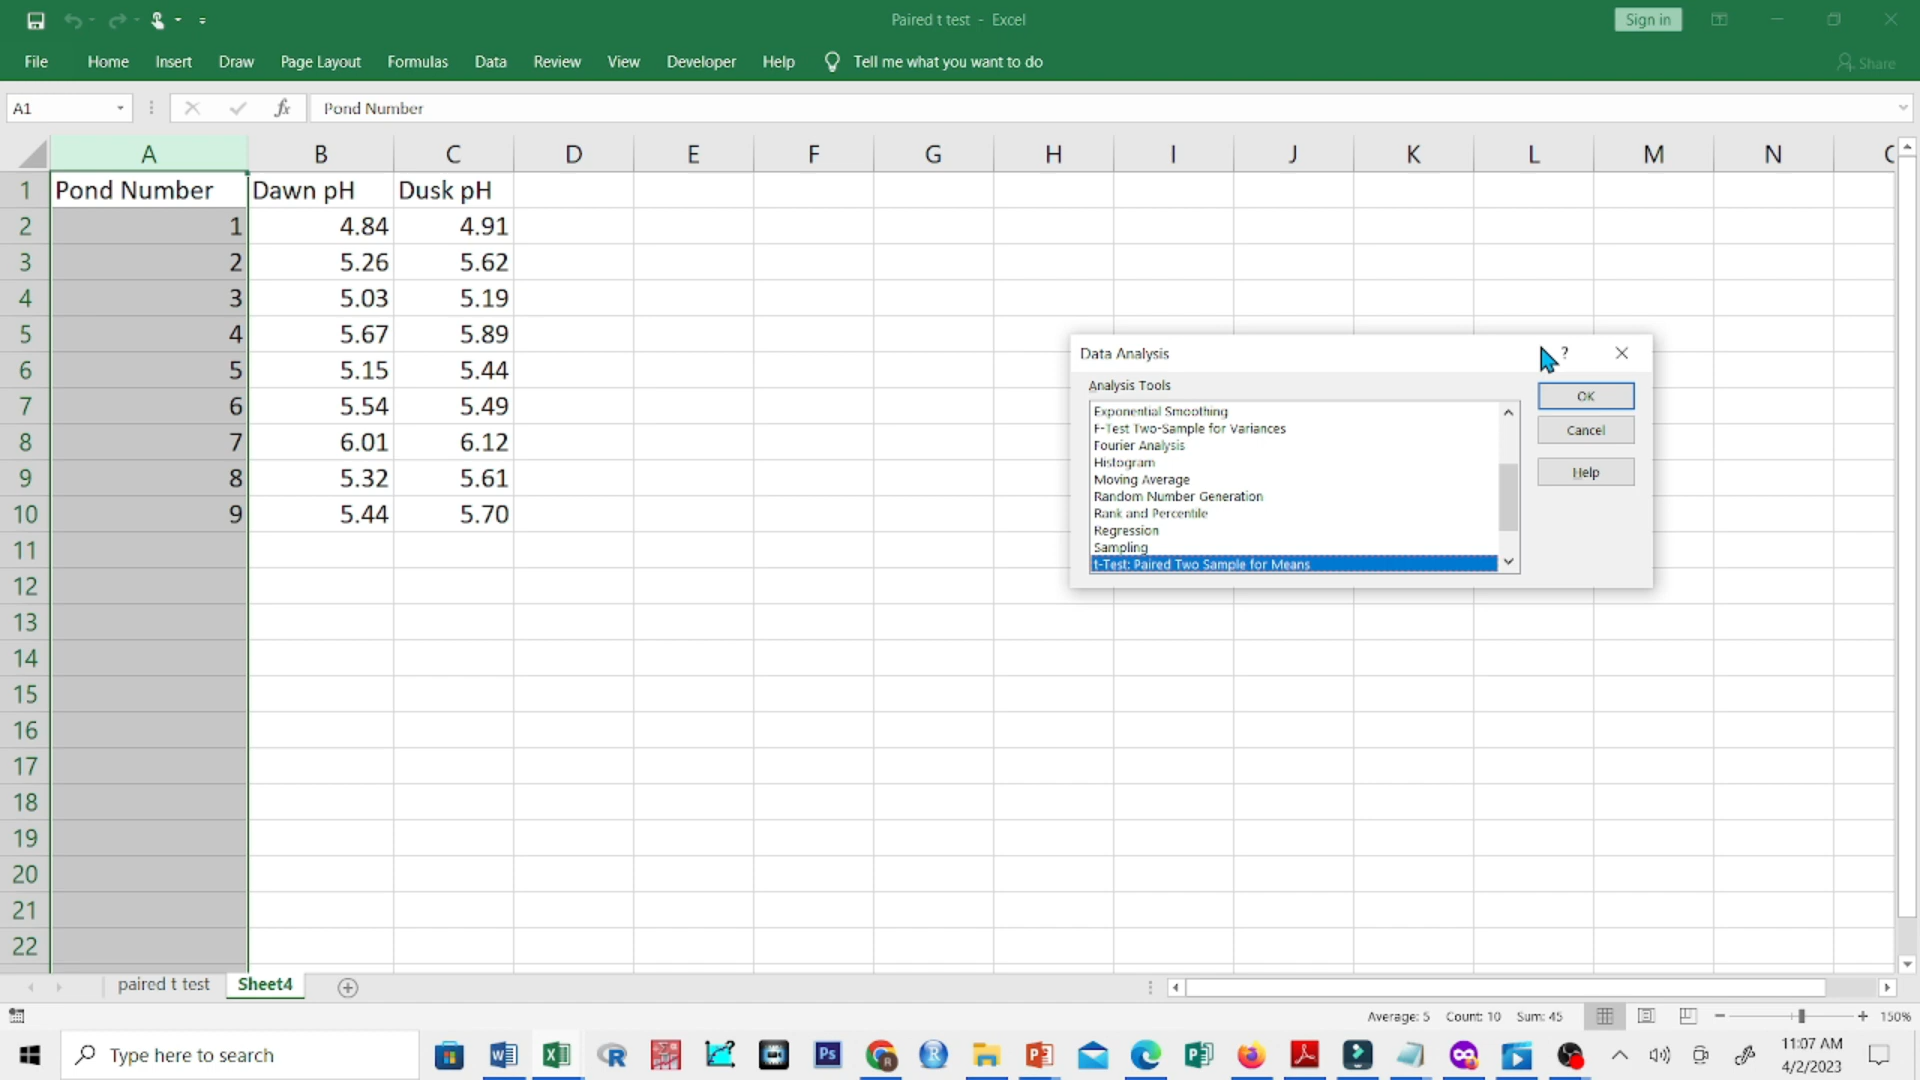 Paired t test - Excel
Sign in
File Home Insert Draw Page Layout Formulas Data Review View Developer Help Tell me what you want to do
Share
A1 fx Pond Number
A B C D E F G H I J K L M N
1 Pond Number Dawn pH Dusk pH
2 1 4.84 4.91
3 2 5.26 5.62
4 3 5.03 5.19
5 4 5.67 5.89
6 5 5.15 5.44
7 6 5.54 5.49
8 7 6.01 6.12
9 8 5.32 5.61
10 9 5.44 5.70
11
12
13
14
15
16
17
18
19
20
21
22
Data Analysis ?
Analysis Tools
Exponential Smoothing
F-Test Two-Sample for Variances
Fourier Analysis
Histogram
Moving Average
Random Number Generation
Rank and Percentile
Regression
Sampling
t-Test: Paired Two Sample for Means
OK
Cancel
Help
paired t test Sheet4
Average: 5 Count: 10 Sum: 45 150%
Type here to search
11:07 AM
4/2/2023